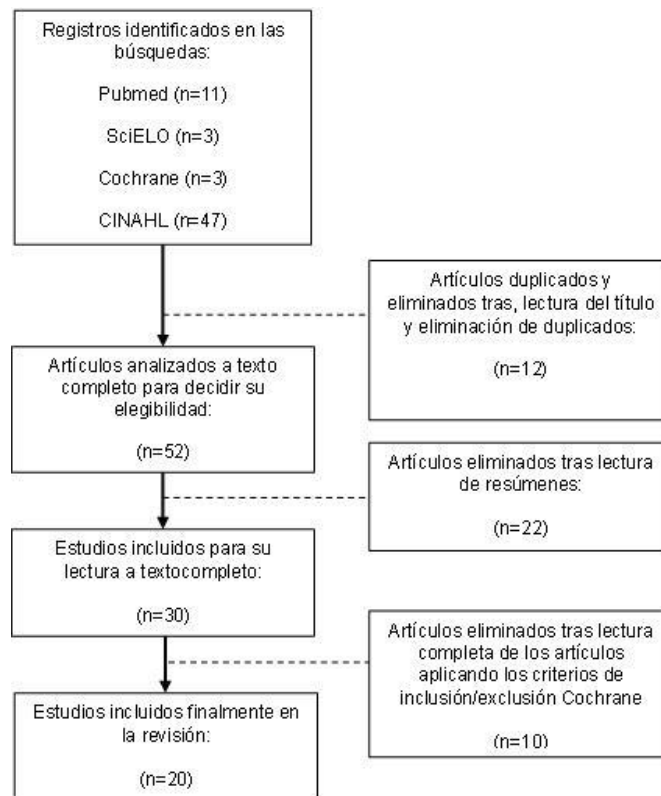 Registros identificados en las
búsquedas:
Pubmed (n=11)
SciELO (n=3)
Cochrane (n=3)
CINAHL (n=47)
Artículos duplicados y
eliminados tras, lectura del título
y eliminación de duplicados:
(n=12)
Artículos analizados a texto
completo para decidir su
elegibilidad:
(n=52)
Artículos eliminados tras lectura
de resúmenes:
(n=22)
Estudios incluidos para su
lectura a textocompleto:
(n=30)
Artículos eliminados tras lectura
completa de los artículos
aplicando los criterios de
inclusión/exclusión Cochrane
(n=10)
Estudios incluidos finalmente en
la revisión:
(n=20)